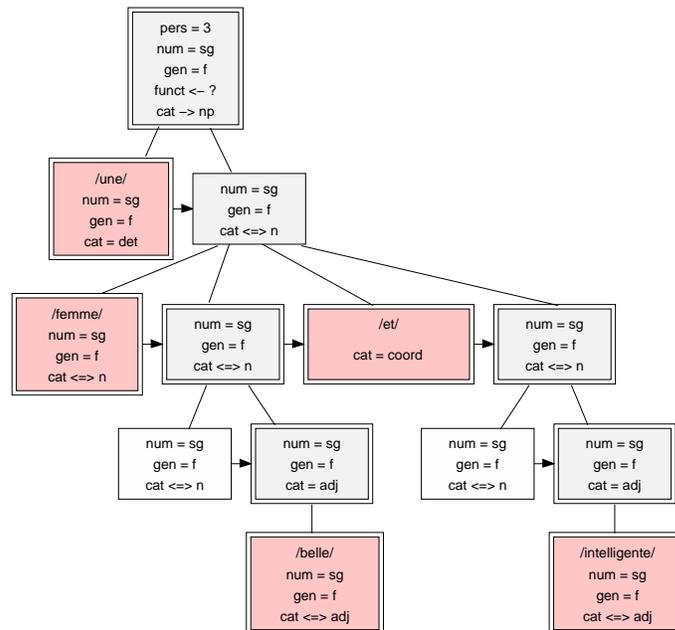 pers = 3
num = sg
gen = f
funct <− ?
cat −> np
/une/
num = sg
gen = f
cat = det
num = sg
gen = f
cat <=> n
/femme/
num = sg
gen = f
cat <=> n
num = sg
gen = f
cat <=> n
/et/
cat = coord
num = sg
gen = f
cat <=> n
num = sg
gen = f
cat <=> n
num = sg
gen = f
cat = adj
num = sg
gen = f
cat <=> n
num = sg
gen = f
cat = adj
/belle/
num = sg
gen = f
cat <=> adj
/intelligente/
num = sg
gen = f
cat <=> adj